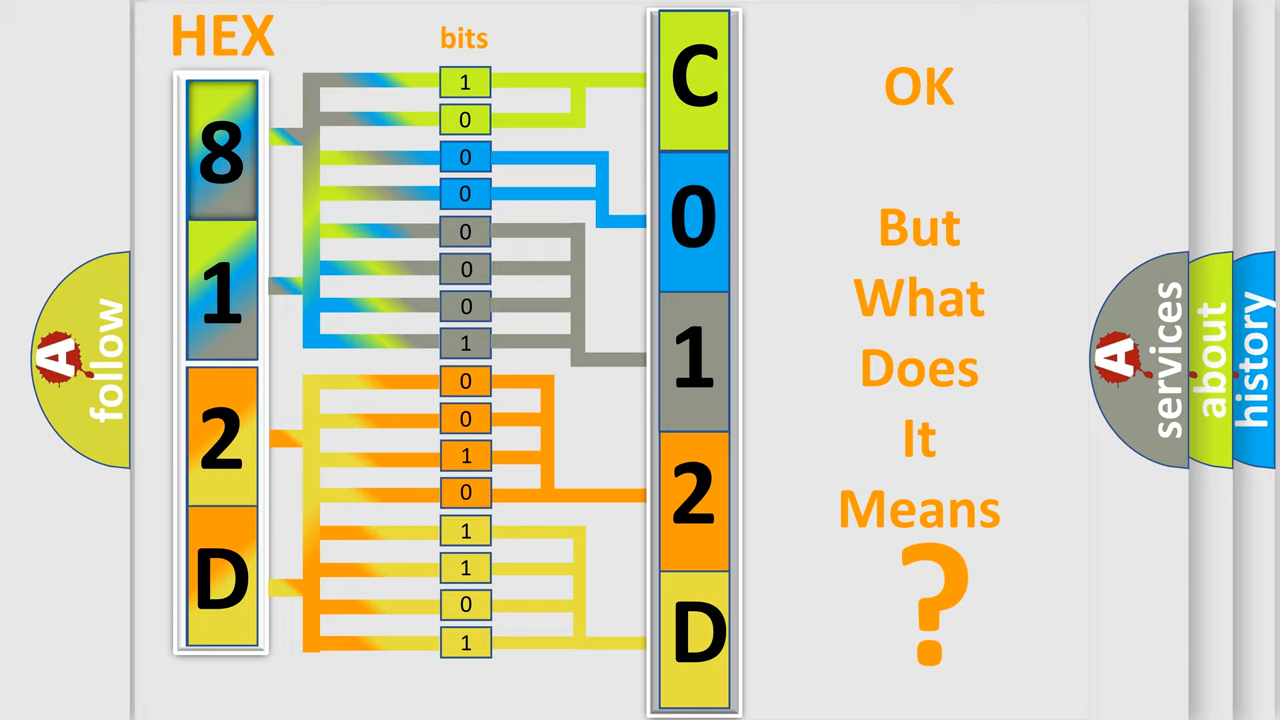 HEX
bits
8
1
2
D
1
0
0
0
0
0
0
1
0
0
1
0
1
1
0
1
C
0
1
2
D
OK
But
What
Does
It
Means
?
A
follow
A
services
about
history